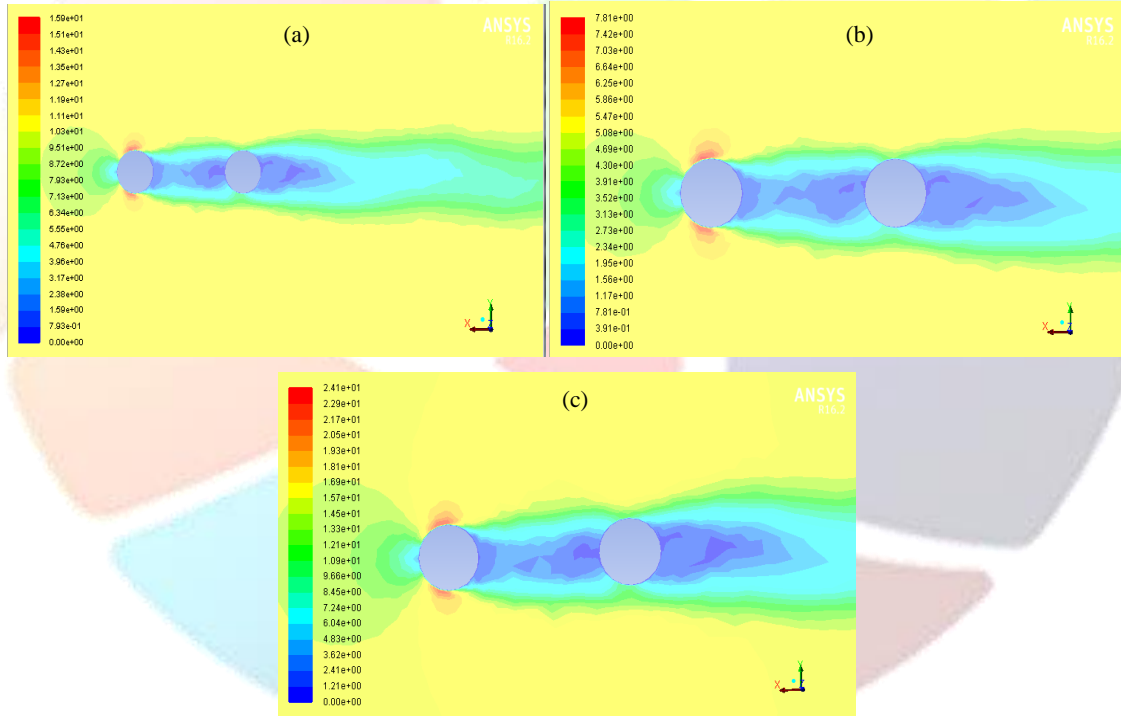 1.59e+01
1.51e+01
1.43e+01
1.35e+01
1.27e+01
1.19e+01
1.11e+01
1.03e+01
9.51e+00
8.72e+00
7.93e+00
7.13e+00
6.34e+00
5.55e+00
4.76e+00
3.96e+00
3.17e+00
2.38e+00
1.59e+00
7.93e-01
0.00e+00
(a)
ANSYS
R16.2
Y
X
Z
7.81e+00
7.42e+00
7.03e+00
6.64e+00
6.25e+00
5.86e+00
5.47e+00
5.08e+00
4.69e+00
4.30e+00
3.91e+00
3.52e+00
3.13e+00
2.73e+00
2.34e+00
1.95e+00
1.56e+00
1.17e+00
7.81e-01
3.91e-01
0.00e+00
(b)
ANSYS
R16.2
Y
X
Z
2.41e+01
2.29e+01
2.17e+01
2.05e+01
1.93e+01
1.81e+01
1.69e+01
1.57e+01
1.45e+01
1.33e+01
1.21e+01
1.09e+01
9.66e+00
8.45e+00
7.24e+00
6.04e+00
4.83e+00
3.62e+00
2.41e+00
1.21e+00
0.00e+00
(c)
ANSYS
R16.2
Y
X
Z